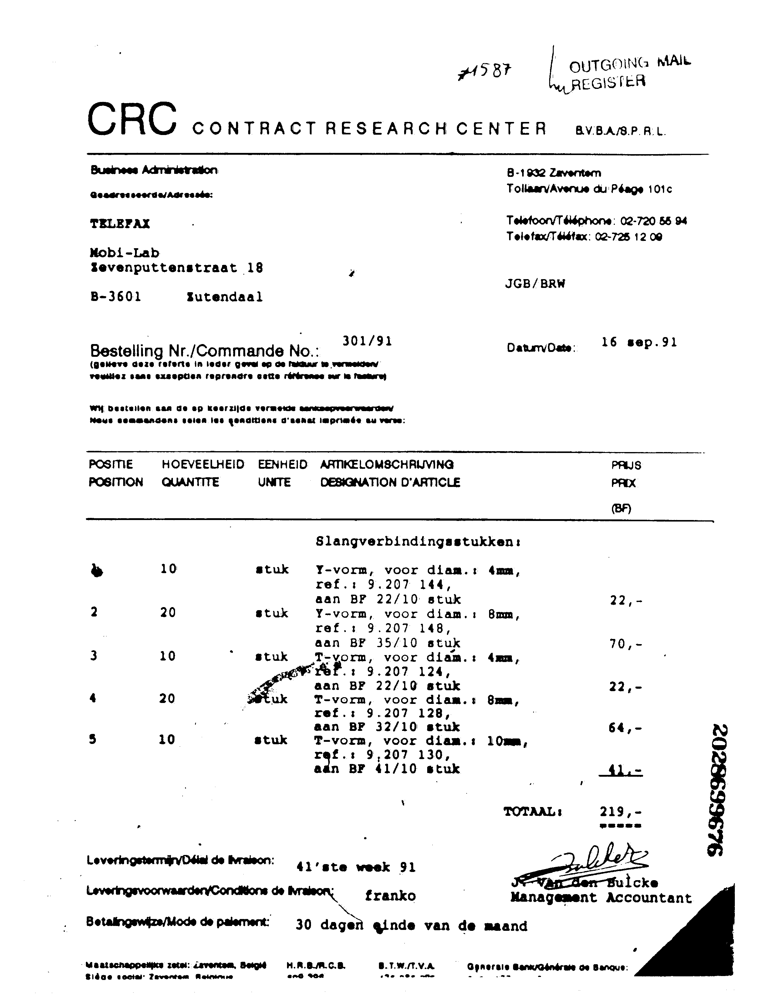 1587
OUTGOING MAIL
REGISTER
CRC CONTRACT RESEARCH CENTER B.V.B.A./S.P.R.L.
Business Administration
B-1932 Zaventem
Tollaan/Avenue du Péage 101c
Geadresseerde/Adressée:
TELEFAX
Telefoon/Téléphone: 02-720 55 94
Telefax/Téléfax: 02-725 12 09
Mobi-Lab
Zevenputtenstraat 18
JGB/BRW
B-3601 Zutendaal
Bestelling Nr./Commande No.: 301/91
Datum/Date: 16 sep.91
(gelieve deze referte in ieder geval op de faktuur te vermelden/
veuillez sans exception reprendre cette référence sur la facture)
Wij bestellen aan de op keerzijde vermelde aankoopvoorwaarden/
Nous commandons selon les conditions d'achat imprimée au verso:
POSITIE HOEVEELHEID EENHEID ARTIKELOMSCHRIJVING PRIJS
POSITION QUANTITE UNITE DESIGNATION D'ARTICLE PRIX
(BF)
Slangverbindingsstukken:
10 stuk Y-vorm, voor diam.: 4mm,
ref.: 9.207 144,
aan BF 22/10 stuk 22,-
2 20 stuk Y-vorm, voor diam.: 8mm,
ref.: 9.207 148,
aan BF 35/10 stuk 70,-
3 10 stuk T-vorm, voor diam.: 4mm,
ref.: 9.207 124,
aan BF 22/10 stuk 22,-
4 20 stuk T-vorm, voor diam.: 8mm,
ref.: 9.207 128,
aan BF 32/10 stuk 64,-
5 10 stuk T-vorm, voor diam.: 10mm,
ref.: 9.207 130,
aan BF 41/10 stuk 41,-
TOTAAL: 219,-
2028699676
Leveringstermijn/Délai de livraison: 41'ste week 91
J. Van den Bulcke
Leveringsvoorwaarden/Conditions de livraison: franko
Management Accountant
Betalingswijze/Mode de paiement: 30 dagen einde van de maand
Maatschappelijke zetel: Zaventem, België H.R.B./R.C.B. B.T.W./T.V.A. Generale Bank/Générale de Banque:
Siège social: Zaventem, Belgique